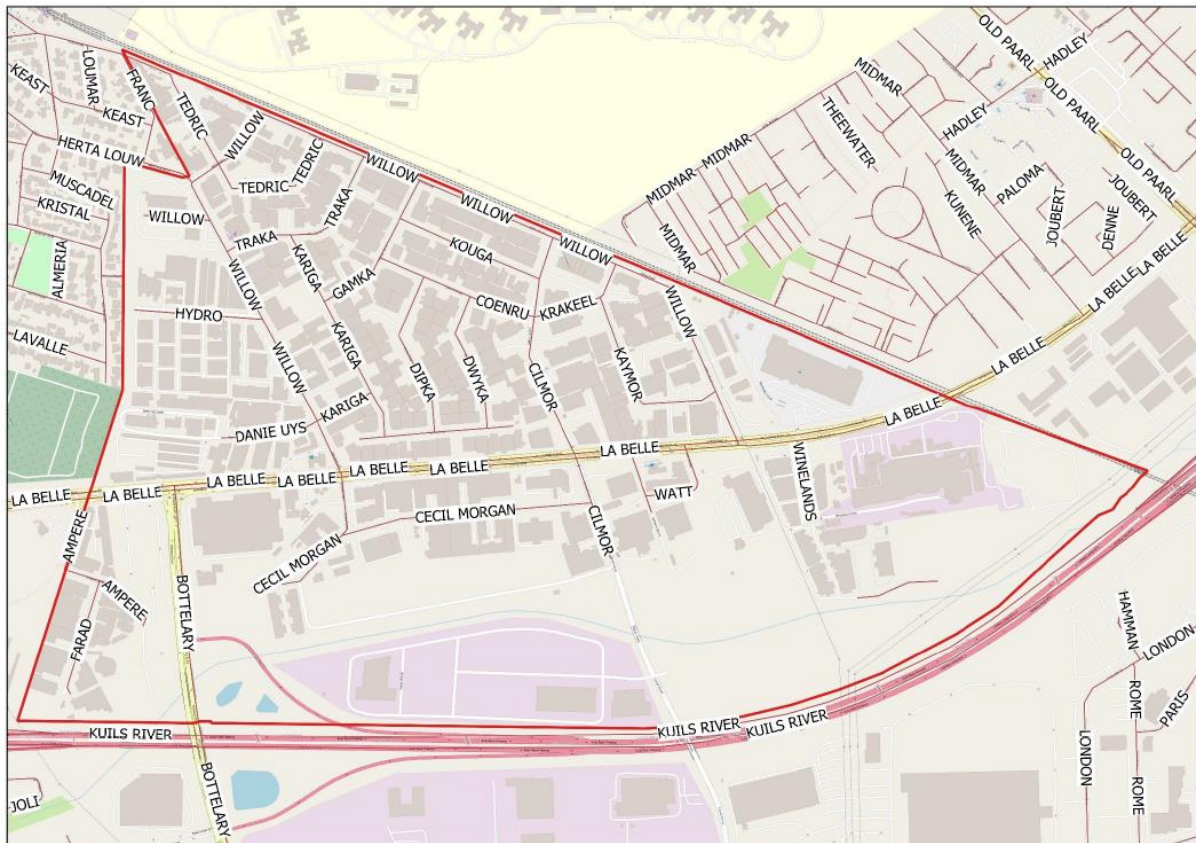 OLD PAARL
HADLEY
LOUMAR
KEAST
FRANC
TEDRIC
KEAST
MIDMAR
OLD PAARL
THEEWATER
HADLEY
WILLOW
TEDRIC
HERTA LOUW
MIDMAR
OLD PAARL
WILLOW
MIDMAR
PALOMA
MUSCADEL
TEDRIC
MIDMAR
KUNENE
JOUBERT
JOUBERT
DENNE
KRISTAL
WILLOW
TRAKA
WILLOW
TRAKA
KOUGA
WILLOW
MIDMAR
LA BELLE
LA BELLE
ALMERIA
KARIGA
GAMKA
WILLOW
COENRU
KRAKEEL
WILLOW
HYDRO
LAVALLE
KARIGA
WILLOW
DIPKA
DWYKA
CILMOR
KAYMOR
LA BELLE
KARIGA
DANIE UYS
LA BELLE
LA BELLE
LA BELLE
LA BELLE
LA BELLE
LA BELLE
LA BELLE
LA BELLE
WINELANDS
WATT
CECIL MORGAN
AMPERE
CILMOR
CECIL MORGAN
AMPERE
BOTTELARY
FARAD
HAMMAN
LONDON
ROME
PARIS
KUILS RIVER
KUILS RIVER
KUILS RIVER
LONDON
ROME
BOTTELARY
JOLI